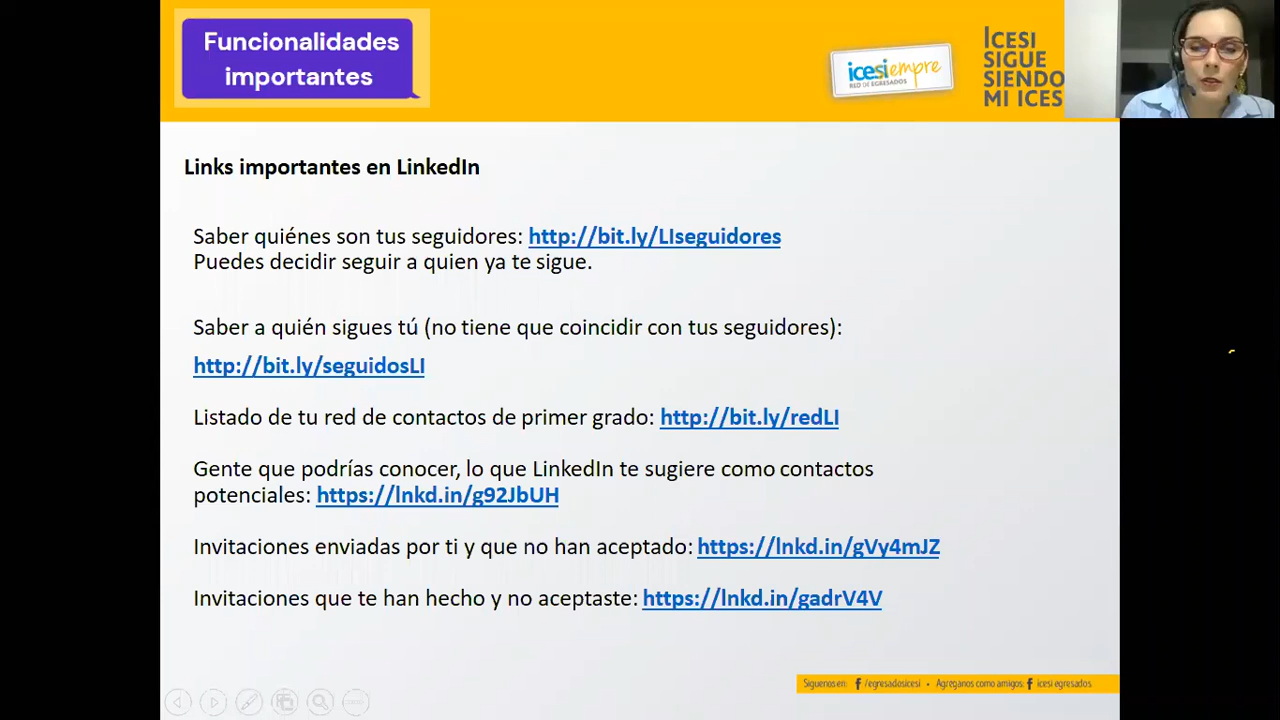 Funcionalidades
importantes
icesiempre
RED DE EGRESADOS
ICESI
SIGUE
SIENDO
MI ICES
Links importantes en LinkedIn
Saber quiénes son tus seguidores: http://bit.ly/LIseguidores
Puedes decidir seguir a quien ya te sigue.
Saber a quién sigues tú (no tiene que coincidir con tus seguidores):
http://bit.ly/seguidosLI
Listado de tu red de contactos de primer grado: http://bit.ly/redLI
Gente que podrías conocer, lo que LinkedIn te sugiere como contactos
potenciales: https://lnkd.in/g92JbUH
Invitaciones enviadas por ti y que no han aceptado: https://lnkd.in/gVy4mJZ
Invitaciones que te han hecho y no aceptaste: https://lnkd.in/gadrV4V
Síguenos en: f /egresadosicesi • Agréganos como amigos: f icesi egresados.